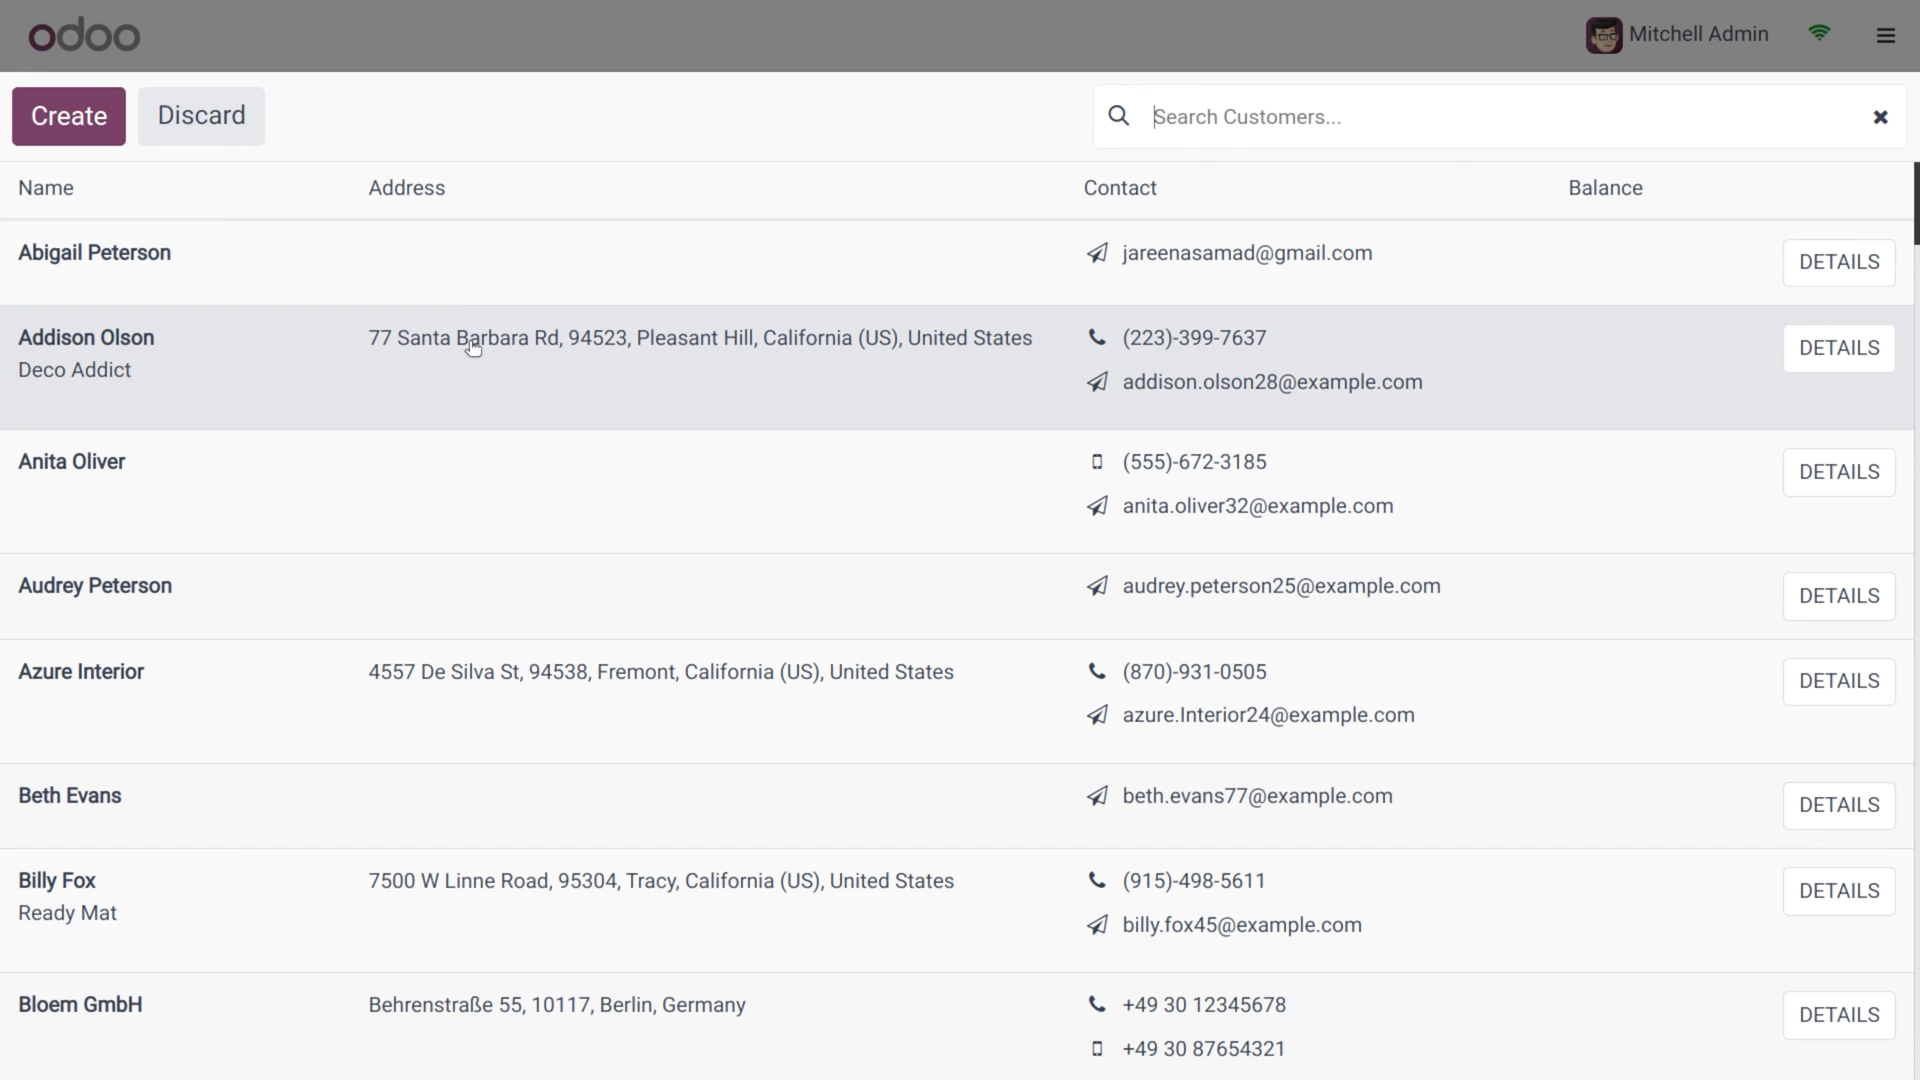 odoo
Mitchell Admin
Create
Discard
Search Customers...
Name Address Contact Balance
Abigail Peterson jareenasamad@gmail.com DETAILS
Addison Olson 77 Santa Barbara Rd, 94523, Pleasant Hill, California (US), United States (223)-399-7637 DETAILS
Deco Addict addison.olson28@example.com
Anita Oliver (555)-672-3185 DETAILS
anita.oliver32@example.com
Audrey Peterson audrey.peterson25@example.com DETAILS
Azure Interior 4557 De Silva St, 94538, Fremont, California (US), United States (870)-931-0505 DETAILS
azure.Interior24@example.com
Beth Evans beth.evans77@example.com DETAILS
Billy Fox 7500 W Linne Road, 95304, Tracy, California (US), United States (915)-498-5611 DETAILS
Ready Mat billy.fox45@example.com
Bloem GmbH Behrenstraße 55, 10117, Berlin, Germany +49 30 12345678 DETAILS
+49 30 87654321